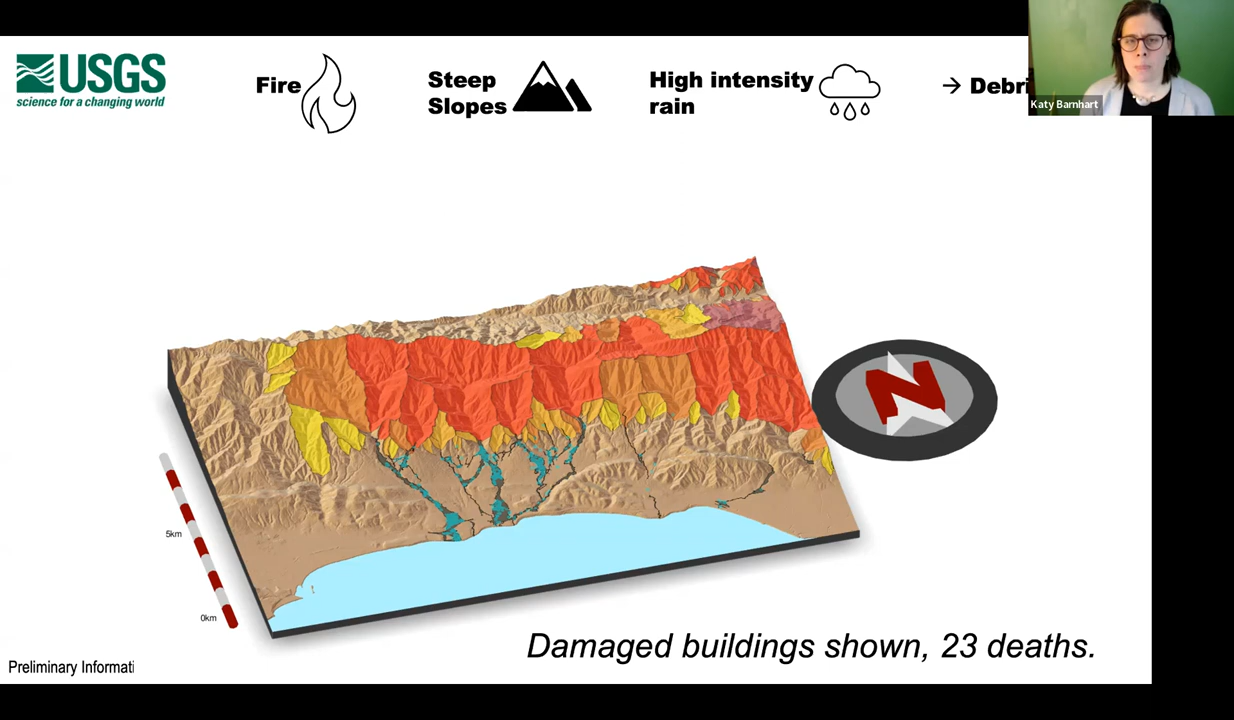 USGS
science for a changing world
Fire
Steep
Slopes
High intensity
rain
→ Debri
Katy Barnhart
N
5km
0km
Damaged buildings shown, 23 deaths.
Preliminary Informati